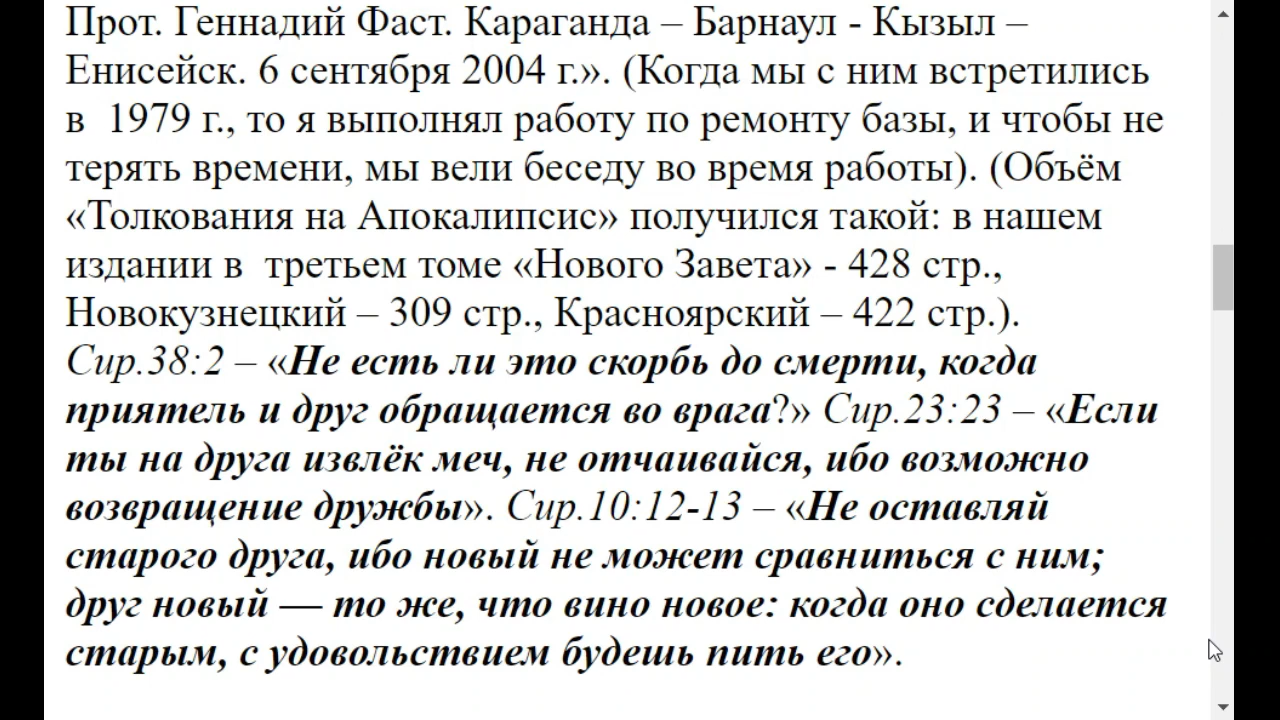 Прот. Геннадий Фаст. Караганда – Барнаул - Кызыл –
Енисейск. 6 сентября 2004 г.». (Когда мы с ним встретились
в  1979 г., то я выполнял работу по ремонту базы, и чтобы не
терять времени, мы вели беседу во время работы). (Объём
«Толкования на Апокалипсис» получился такой: в нашем
издании в  третьем томе «Нового Завета» - 428 стр.,
Новокузнецкий – 309 стр., Красноярский – 422 стр.).
Сир.38:2 – «Не есть ли это скорбь до смерти, когда
приятель и друг обращается во врага?» Сир.23:23 – «Если
ты на друга извлёк меч, не отчаивайся, ибо возможно
возвращение дружбы». Сир.10:12-13 – «Не оставляй
старого друга, ибо новый не может сравниться с ним;
друг новый — то же, что вино новое: когда оно сделается
старым, с удовольствием будешь пить его».